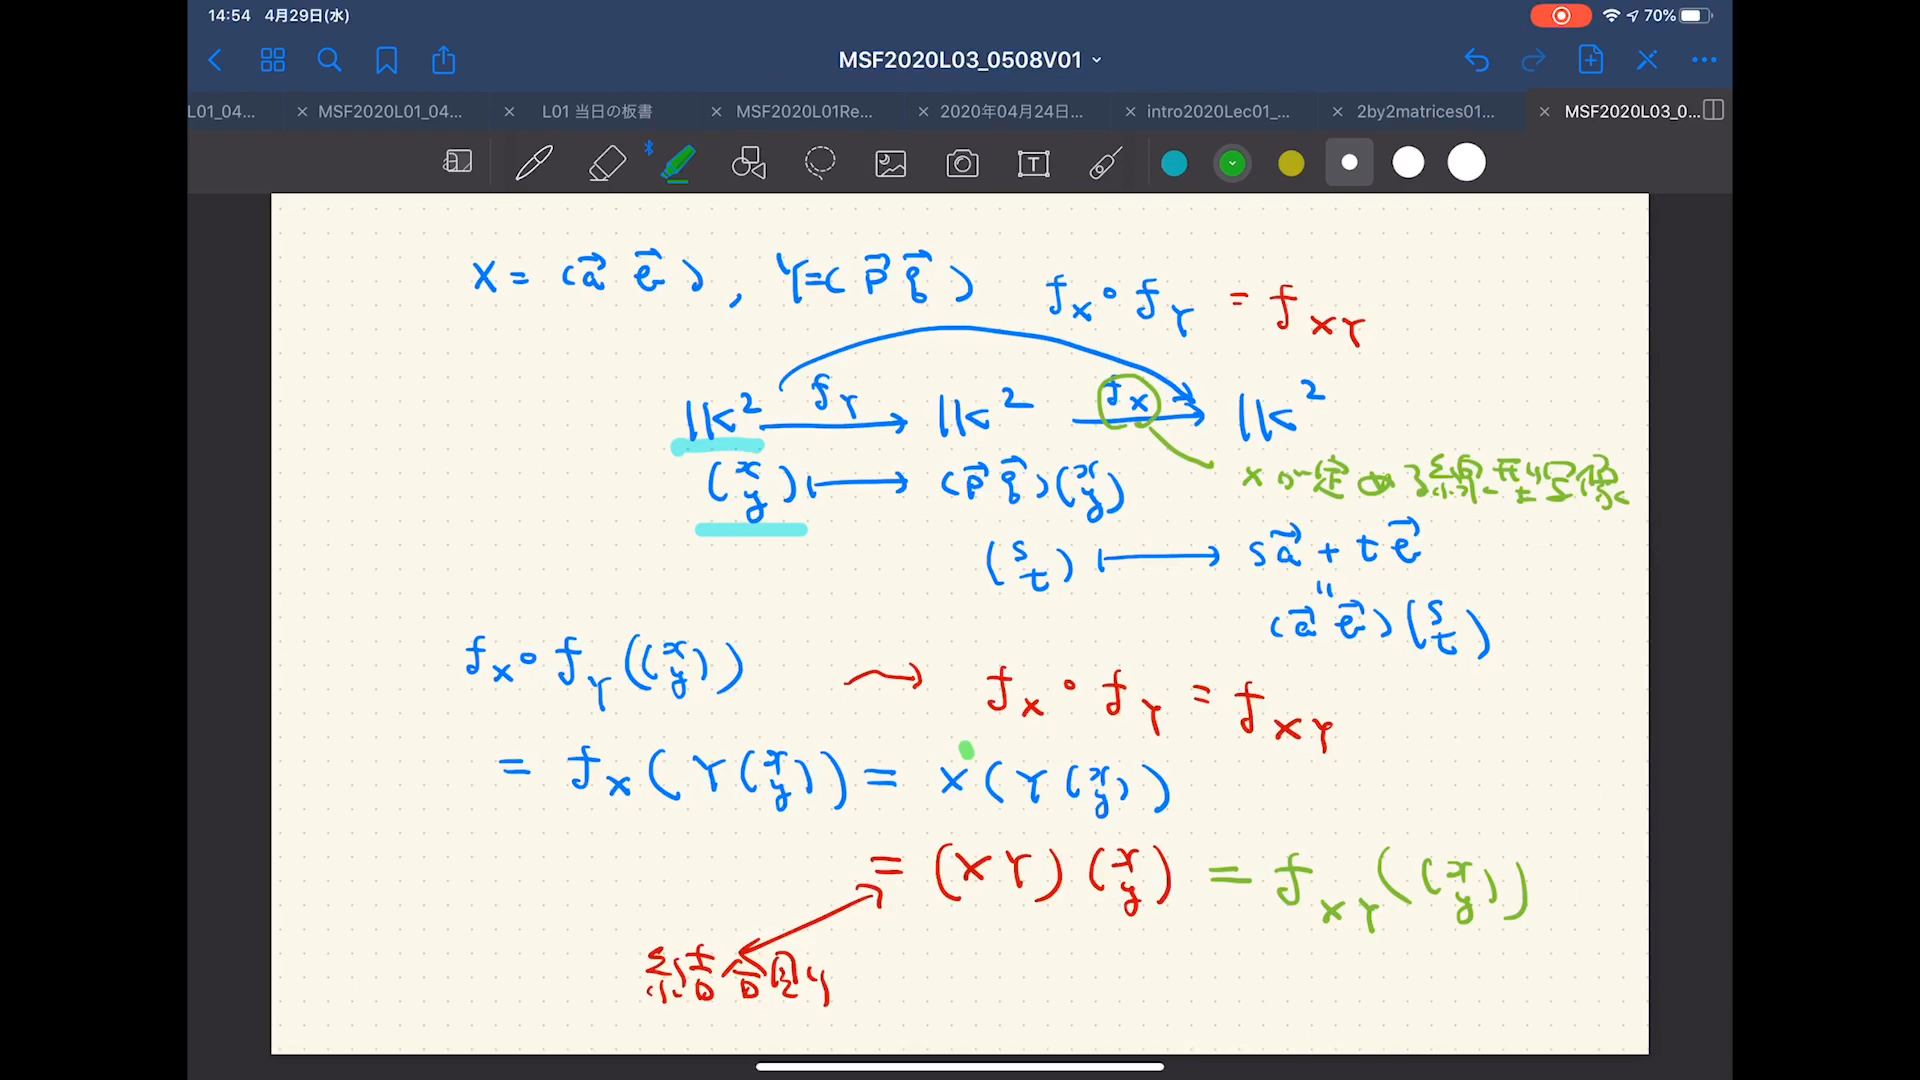 14:54 4月29日(水)
70%
MSF2020L03_0508V01
L01_04... MSF2020L01_04... L01 当日の板書 MSF2020L01Re... 2020年04月24日... intro2020Lec01_... 2by2matrices01... MSF2020L03_0...
X = (a⃗ b⃗), Y=(p⃗ q⃗) f_X∘f_Y = f_XY
𝕂² f_Y → 𝕂² f_X → 𝕂²
(x y) ↦ (p⃗ q⃗)(x y)
Xが定める線形写像
(s t) ↦ sa⃗ + tb⃗
=
(a⃗ b⃗)(s t)
f_X∘f_Y((x y)) ⇝ f_X∘f_Y = f_XY
= f_X(Y(x y)) = X(Y(x y))
= (XY)(x y) = f_XY((x y))
結合則